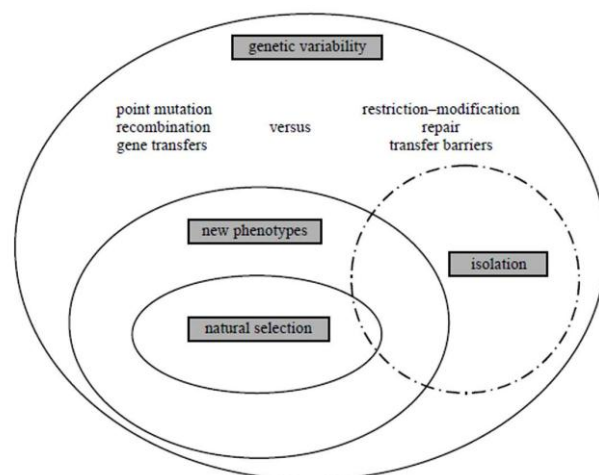 genetic variability
point mutation
recombination
gene transfers
versus
restriction–modification
repair
transfer barriers
new phenotypes
isolation
natural selection